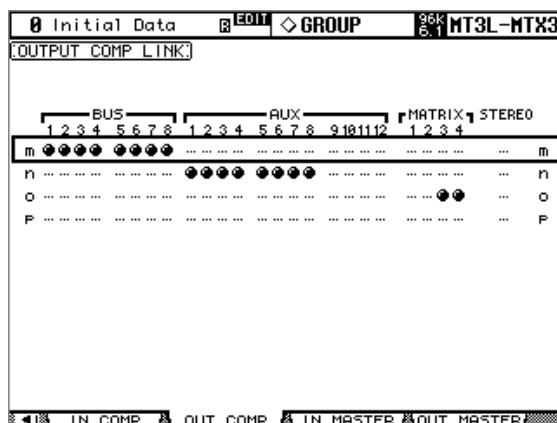 0 Initial Data R EDIT ◇GROUP 96k 6.1 MT3L-MTX3
OUTPUT COMP LINK
BUS AUX MATRIX STEREO
1 2 3 4 5 6 7 8 1 2 3 4 5 6 7 8 9 10 11 12 1 2 3 4
m m
n n
o o
p p
IN COMP OUT COMP IN MASTER OUT MASTER